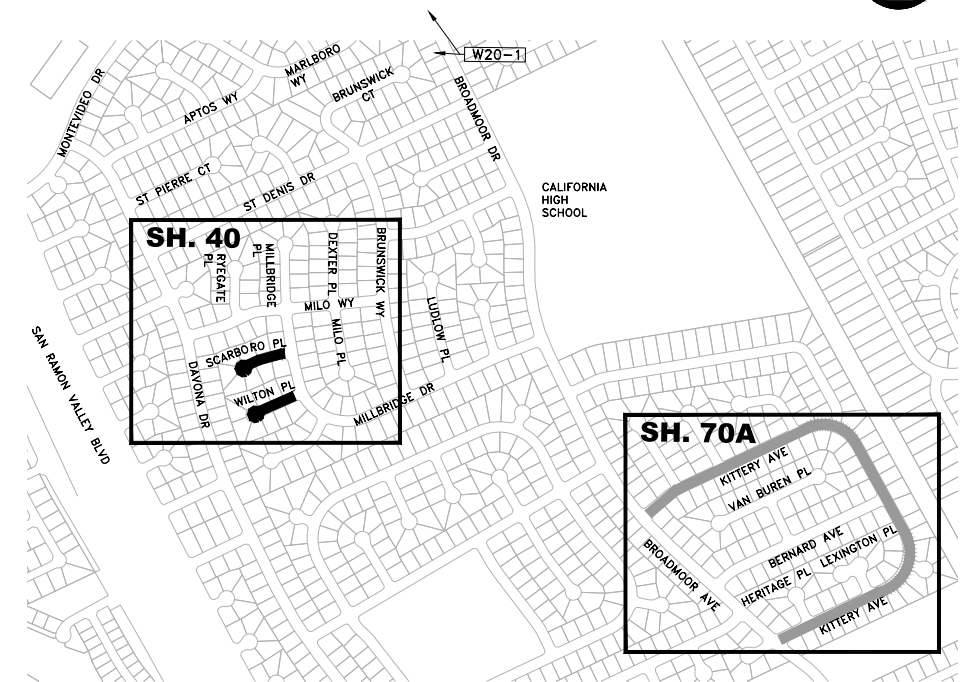 W20-1
MARLBORO
WY
BRUNSWICK
CT
MONTEVIDEO DR
APTOS WY
BROADMOOR DR
ST PIERRE CT
ST DENIS DR
CALIFORNIA
HIGH
SCHOOL
SH. 40
RYEGATE
PL
MILLBRIDGE
PL
DEXTER PL
BRUNSWICK WY
MILO WY
MILO PL
LUDLOW PL
SCARBORO PL
WILTON PL
DAVONA DR
MILLBRIDGE DR
SAN RAMON VALLEY BLVD
SH. 70A
KITTERY AVE
VAN BUREN PL
BERNARD AVE
HERITAGE PL
LEXINGTON PL
BROADMOOR AVE
KITTERY AVE